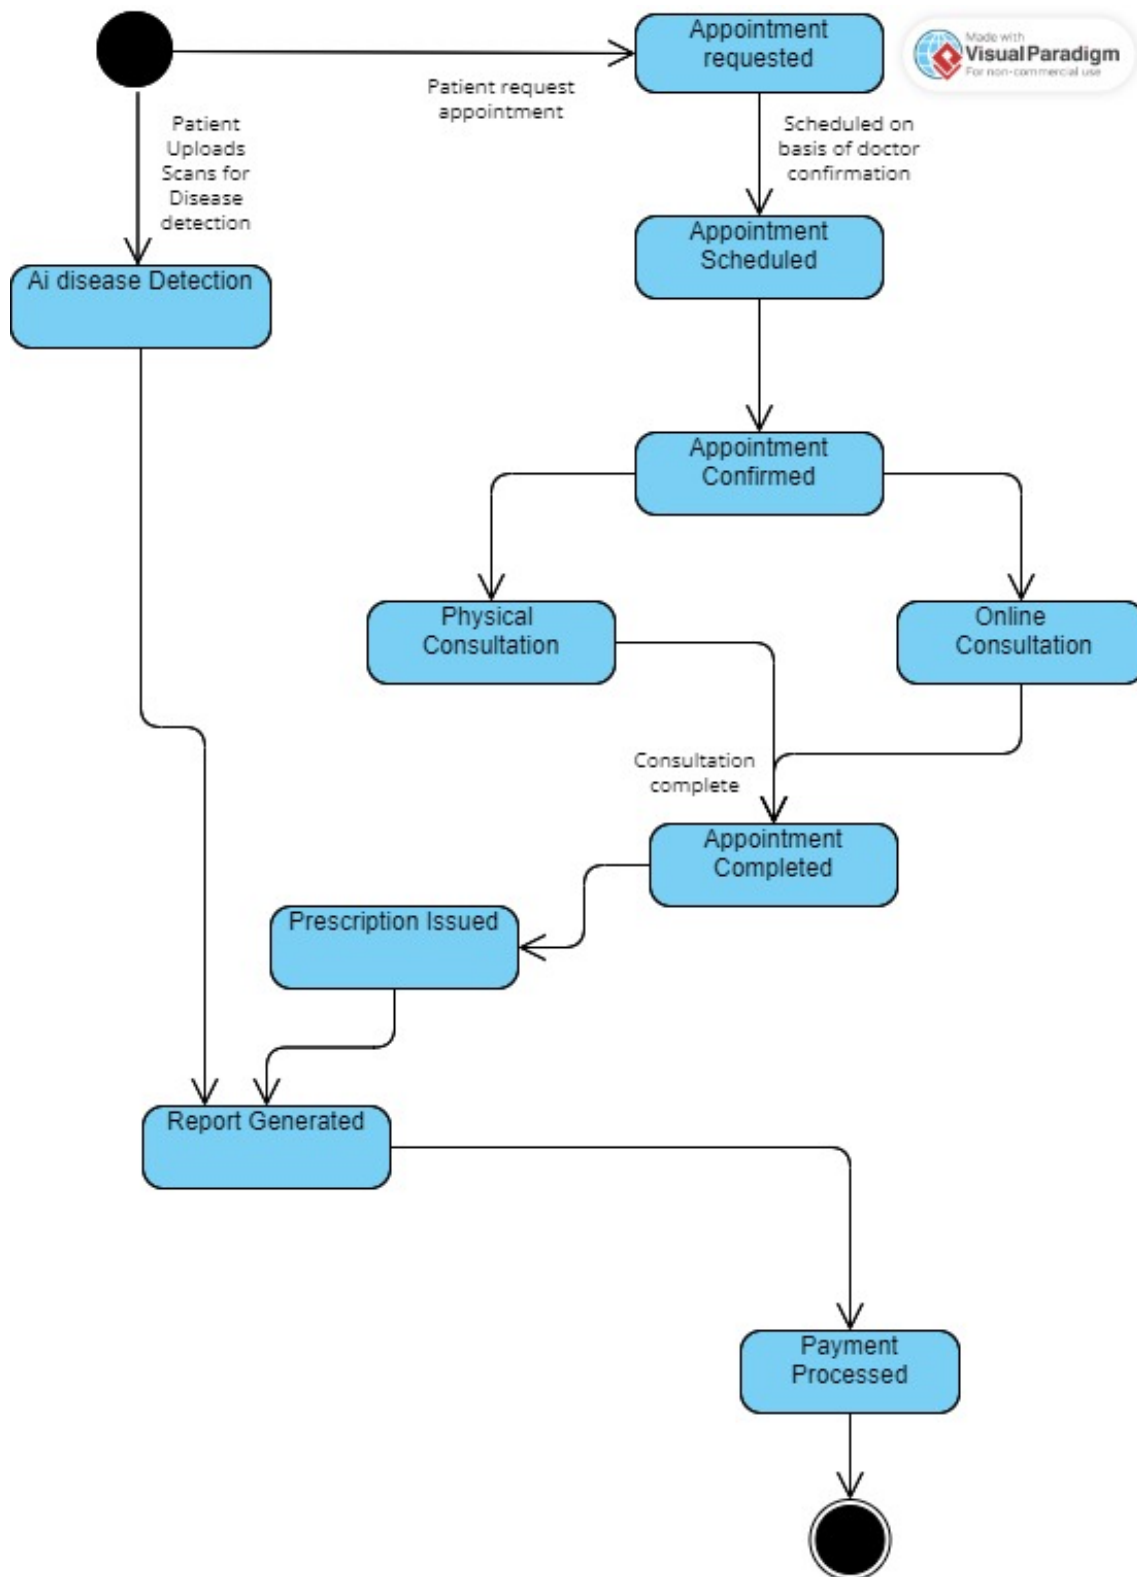 Appointment
requested
Made with
Visual Paradigm
For non-commercial use
Patient request
appointment
Patient
Uploads
Scans for
Disease
detection
Scheduled on
basis of doctor
confirmation
Appointment
Scheduled
Ai disease Detection
Appointment
Confirmed
Physical
Consultation
Online
Consultation
Consultation
complete
Appointment
Completed
Prescription Issued
Report Generated
Payment
Processed